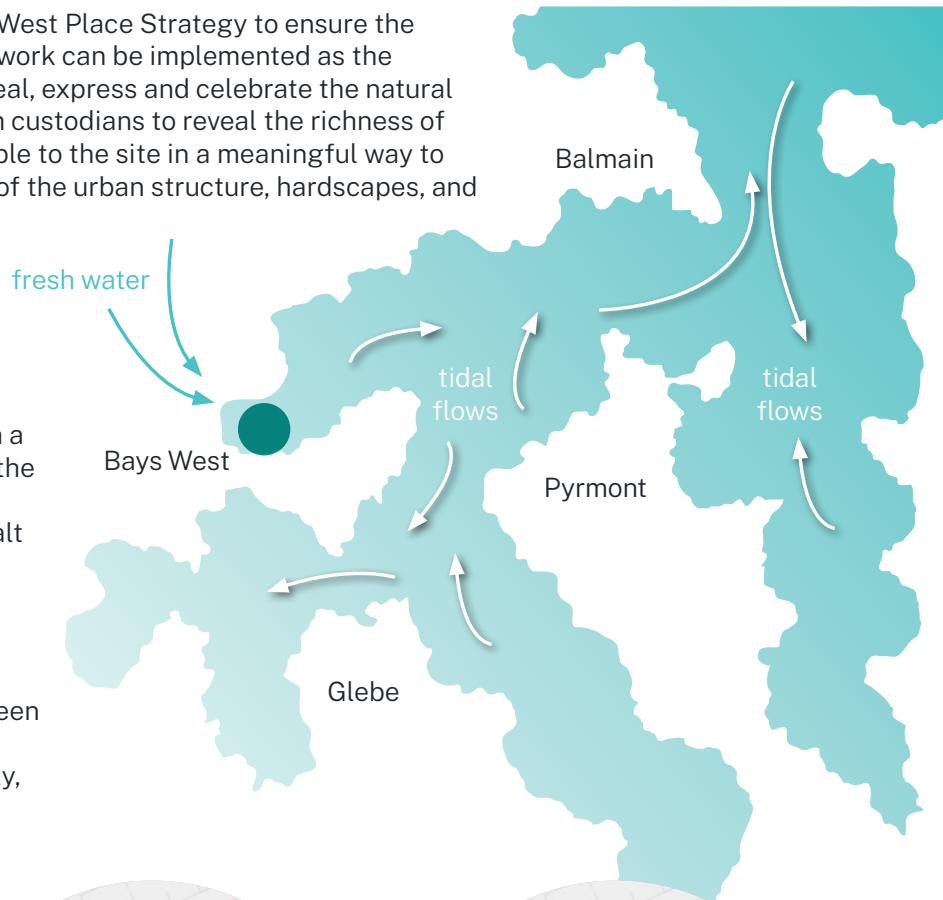 West Place Strategy to ensure the
work can be implemented as the
eal, express and celebrate the natural
custodians to reveal the richness of
ple to the site in a meaningful way to
of the urban structure, hardscapes, and
Balmain
fresh water
tidal
flows
tidal
flows
a
the
Bays West
Pyrmont
alt
Glebe
een
y,